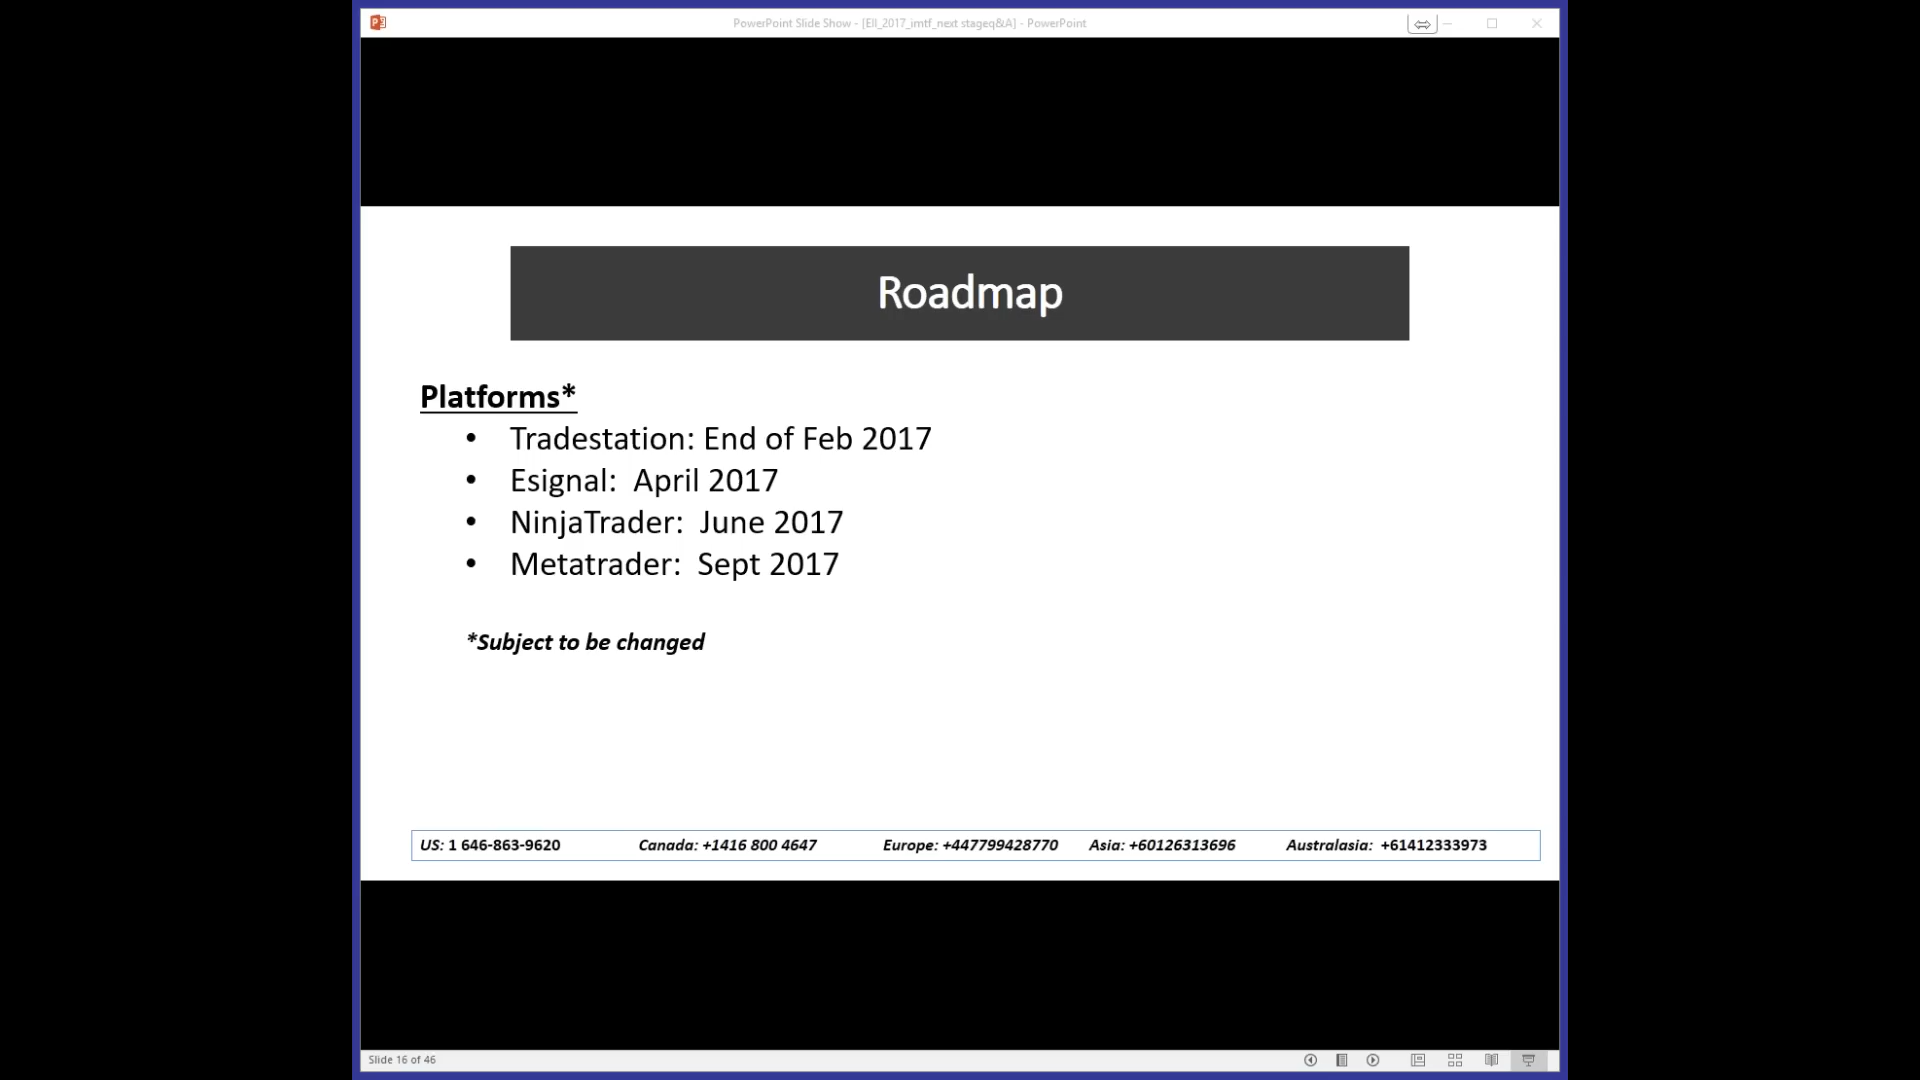 PowerPoint Slide Show - [Ell_2017_imtf_next stageq&A] - PowerPoint
Roadmap
Platforms*
• Tradestation: End of Feb 2017
• Esignal:  April 2017
• NinjaTrader:  June 2017
• Metatrader:  Sept 2017
*Subject to be changed
US: 1 646-863-9620 Canada: +1416 800 4647 Europe: +447799428770 Asia: +60126313696 Australasia:  +61412333973
Slide 16 of 46